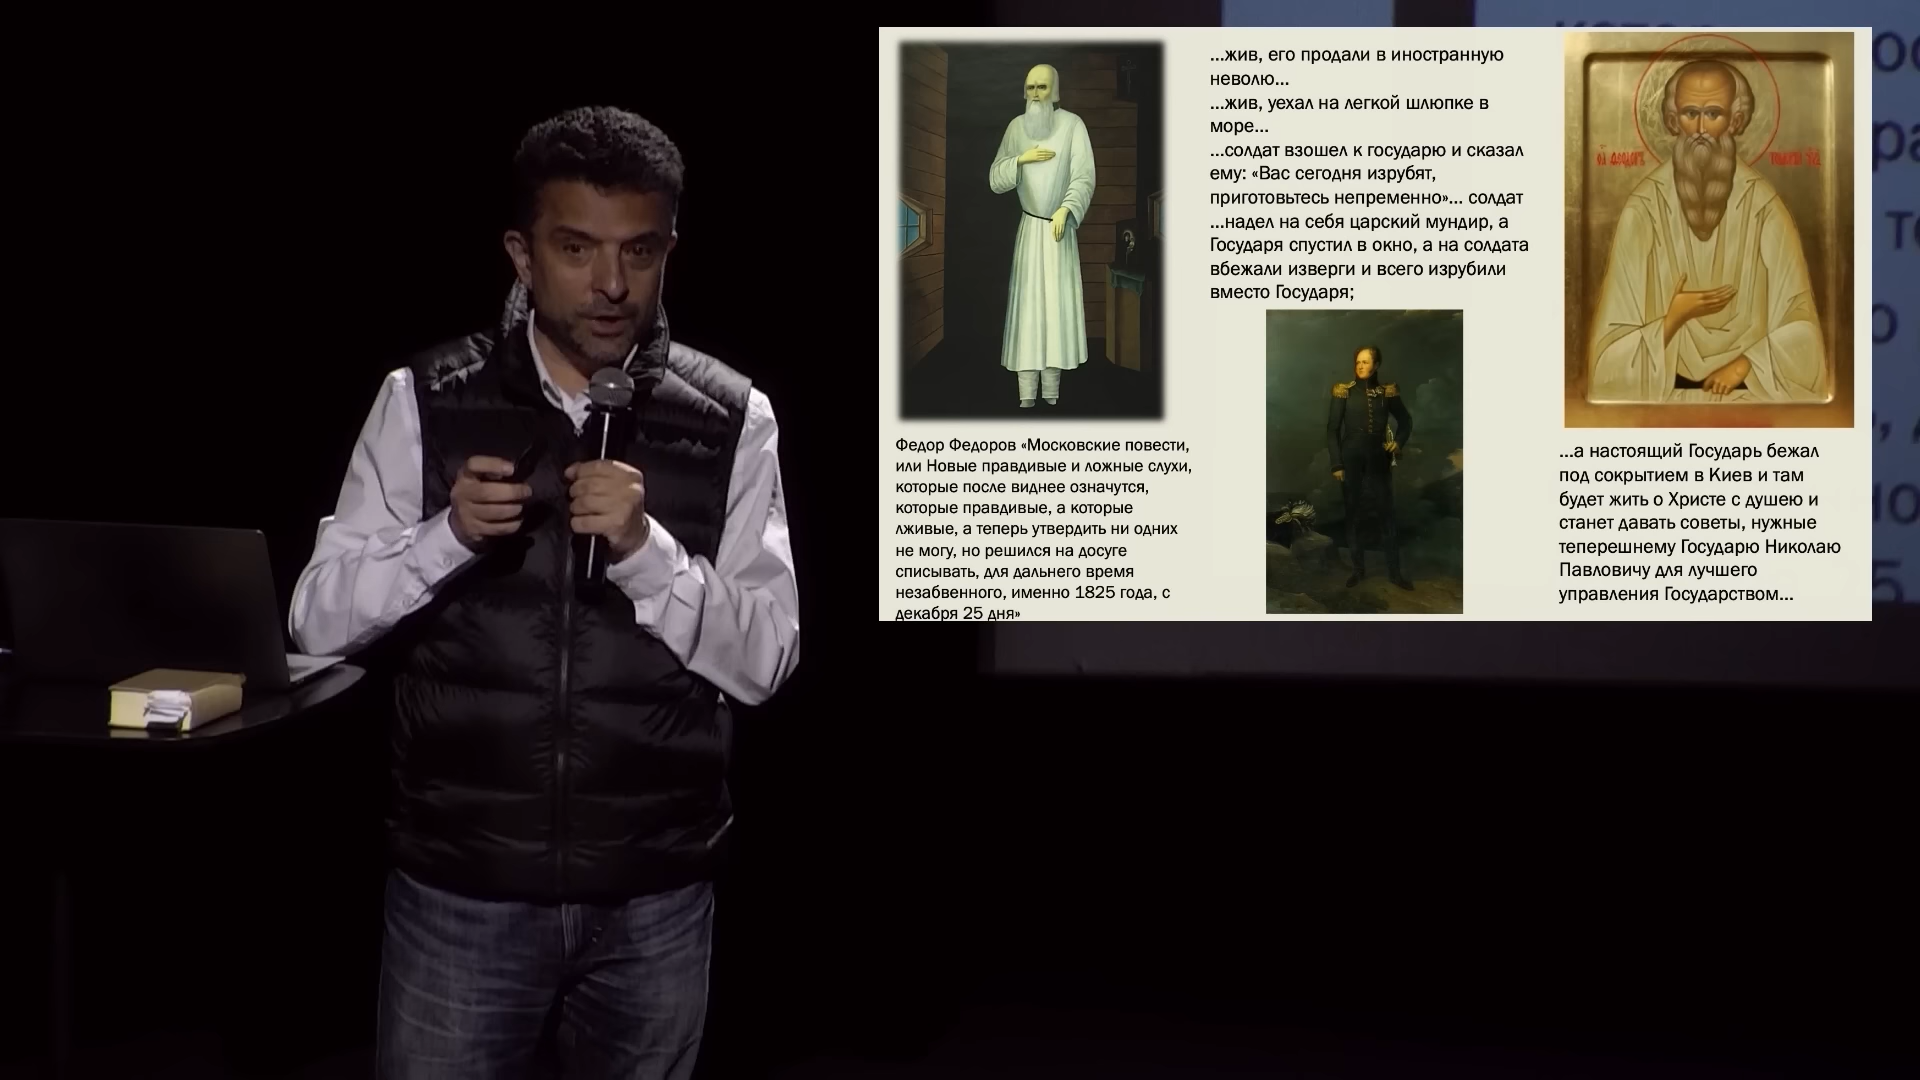 ...жив, его продали в иностранную
неволю...
...жив, уехал на легкой шлюпке в
море...
...солдат взошел к государю и сказал
ему: «Вас сегодня изрубят,
приготовьтесь непременно»... солдат
...надел на себя царский мундир, а
Государя спустил в окно, а на солдата
вбежали изверги и всего изрубили
вместо Государя;
Федор Федоров «Московские повести,
или Новые правдивые и ложные слухи,
которые после виднее означутся,
которые правдивые, а которые
лживые, а теперь утвердить ни одних
не могу, но решился на досуге
списывать, для дальнего время
незабвенного, именно 1825 года, с
декабря 25 дня»
...а настоящий Государь бежал
под сокрытием в Киев и там
будет жить о Христе с душею и
станет давать советы, нужные
теперешнему Государю Николаю
Павловичу для лучшего
управления Государством...